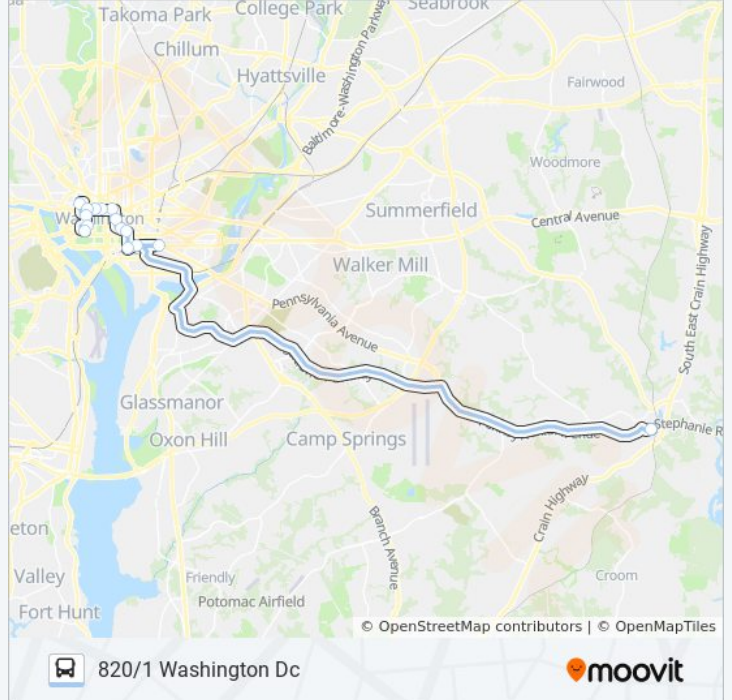 Takoma Park
College Park
Seabrook
Chillum
Hyattsville
Baltimore-Washington Parkway
Fairwood
Woodmore
Washington
Summerfield
Central Avenue
Walker Mill
South East Crain Highway
Pennsylvania Avenue
Glassmanor
Oxon Hill
Camp Springs
Stephanie R
Crain Highway
Branch Avenue
eton
Valley
Friendly
Croom
Potomac Airfield
Fort Hunt
© OpenStreetMap contributors | © OpenMapTiles
820/1 Washington Dc
moovit